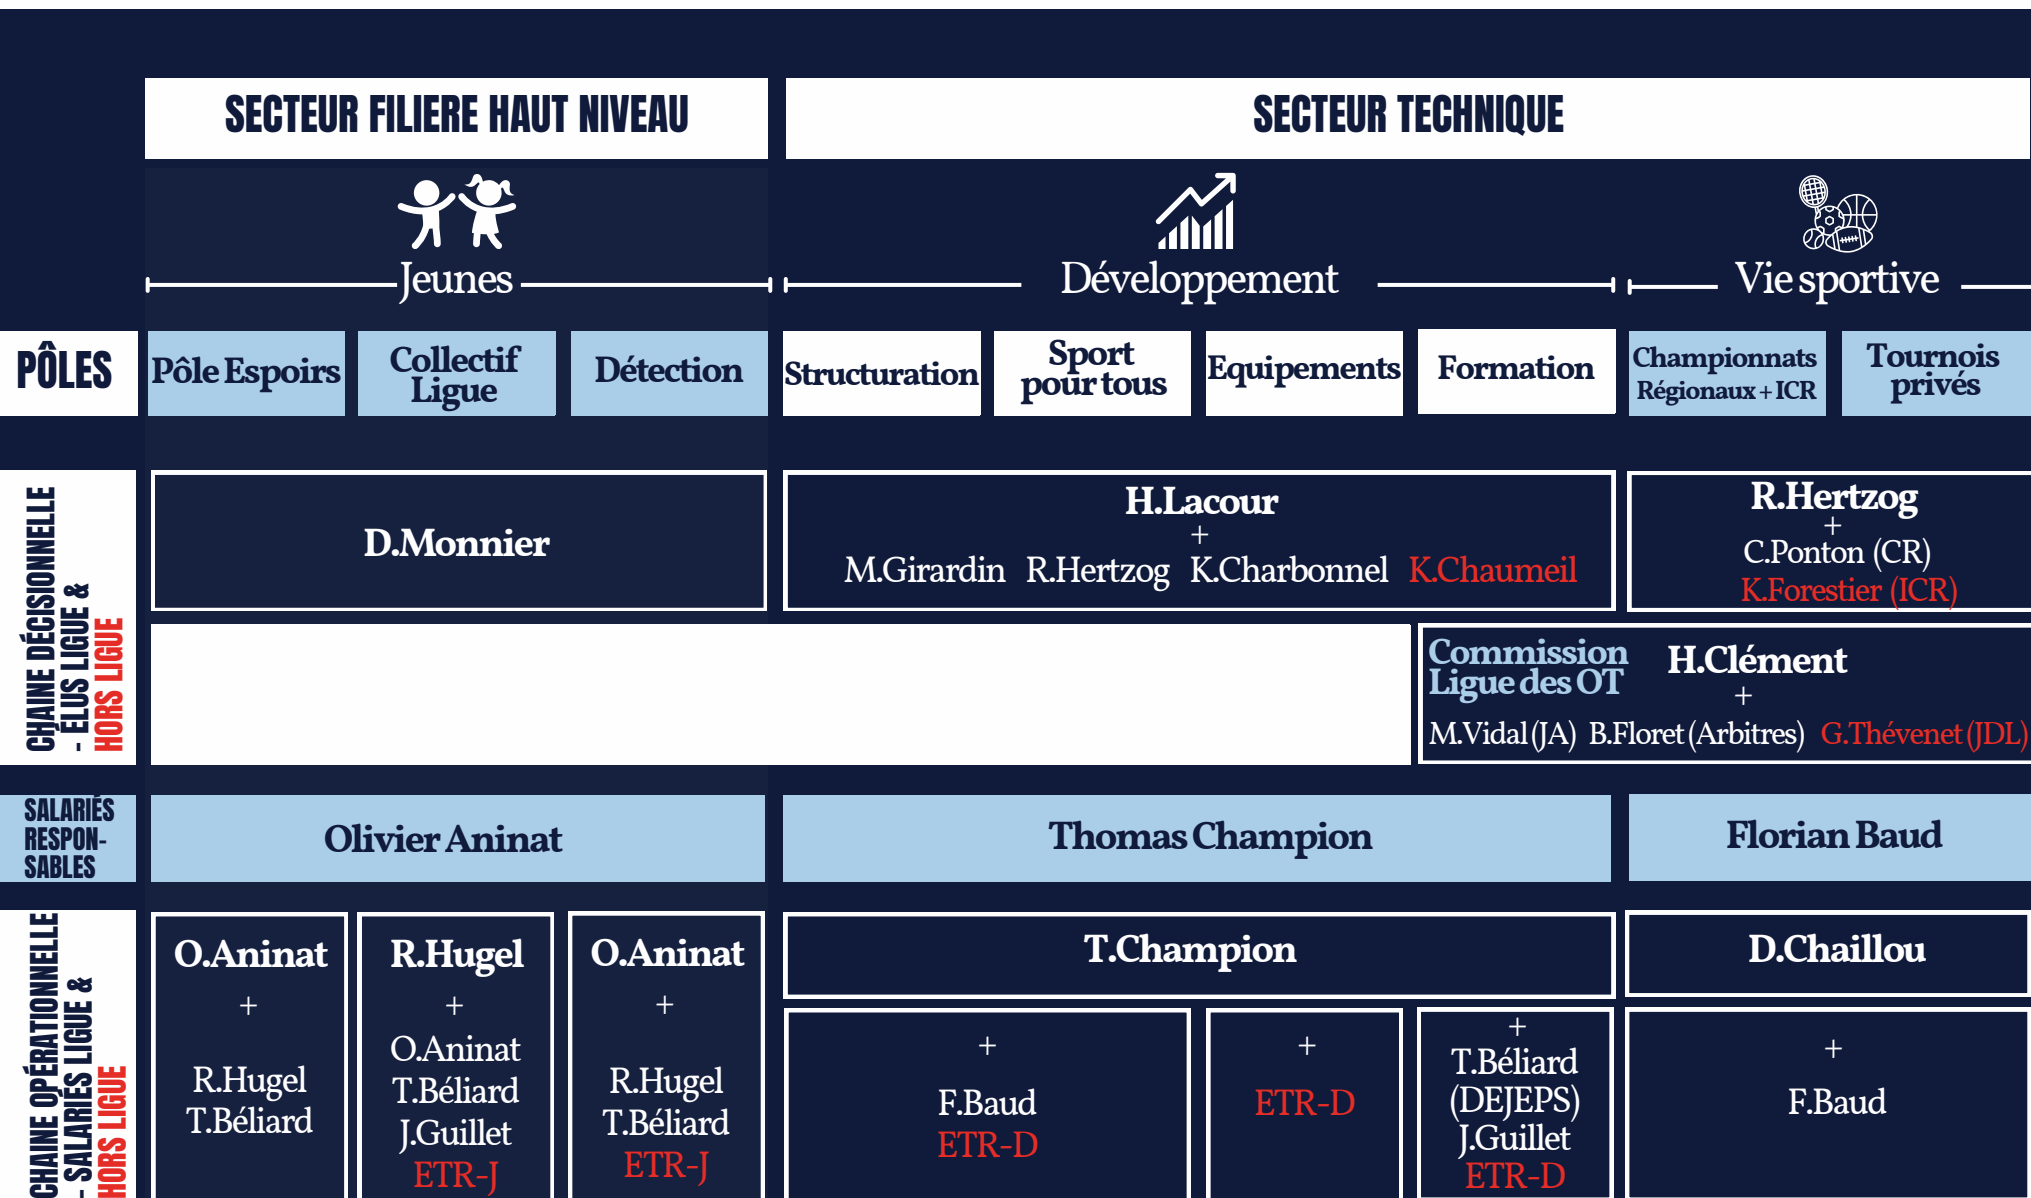 SECTEUR FILIERE HAUT NIVEAU
SECTEUR TECHNIQUE
Jeunes
Développement
Vie sportive
PÔLES
Pôle Espoirs
Collectif
Ligue
Détection
Structuration
Sport
pour tous
Equipements
Formation
Championnats
Régionaux + ICR
Tournois
privés
CHAINE DÉCISIONNELLE
- ÉLUS LIGUE &
HORS LIGUE
D.Monnier
H.Lacour
+
M.Girardin R.Hertzog K.Charbonnel K.Chaumeil
R.Hertzog
+
C.Ponton (CR)
K.Forestier (ICR)
Commission
Ligue des OT
H.Clément
+
M.Vidal (JA) B.Floret (Arbitres) G.Thévenet (JDL)
SALARIÉS
RESPON-
SABLES
Olivier Aninat
Thomas Champion
Florian Baud
CHAINE OPÉRATIONNELLE
- SALARIÉS LIGUE &
HORS LIGUE
O.Aninat
+
R.Hugel
T.Béliard
R.Hugel
+
O.Aninat
T.Béliard
J.Guillet
ETR-J
O.Aninat
+
R.Hugel
T.Béliard
ETR-J
T.Champion
+
F.Baud
ETR-D
+
ETR-D
+
T.Béliard
(DEJEPS)
J.Guillet
ETR-D
D.Chaillou
+
F.Baud